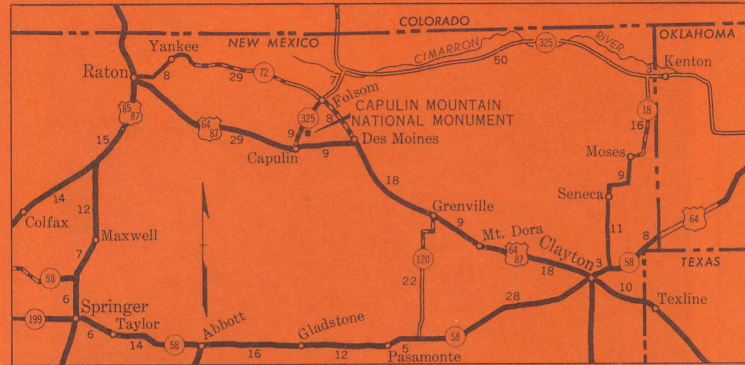 COLORADO
NEW MEXICO
OKLAHOMA
CIMARRON
RIVER
325
50
Yankee
Raton
8
29
72
7
3
Kenton
Folsom
CAPULIN MOUNTAIN
NATIONAL MONUMENT
325
8
18
16
85
87
64
87
29
9
Des Moines
Capulin
9
15
Moses
9
14
18
Seneca
Colfax
12
Grenville
11
64
Maxwell
9
Mt. Dora
8
7
120
64
87
Clayton
3
58
TEXAS
58
22
18
10
6
28
Texline
Springer
199
Taylor
6
14
58
Abbott
Gladstone
16
12
5
58
Pasamonte